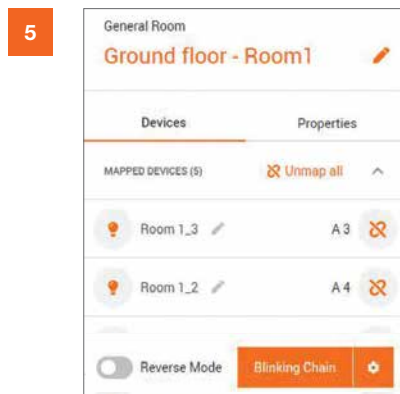 5
General Room
Ground floor - Room1
Devices Properties
MAPPED DEVICES (5) Unmap all
Room 1_3 A 3
Room 1_2 A 4
Reverse Mode Blinking Chain